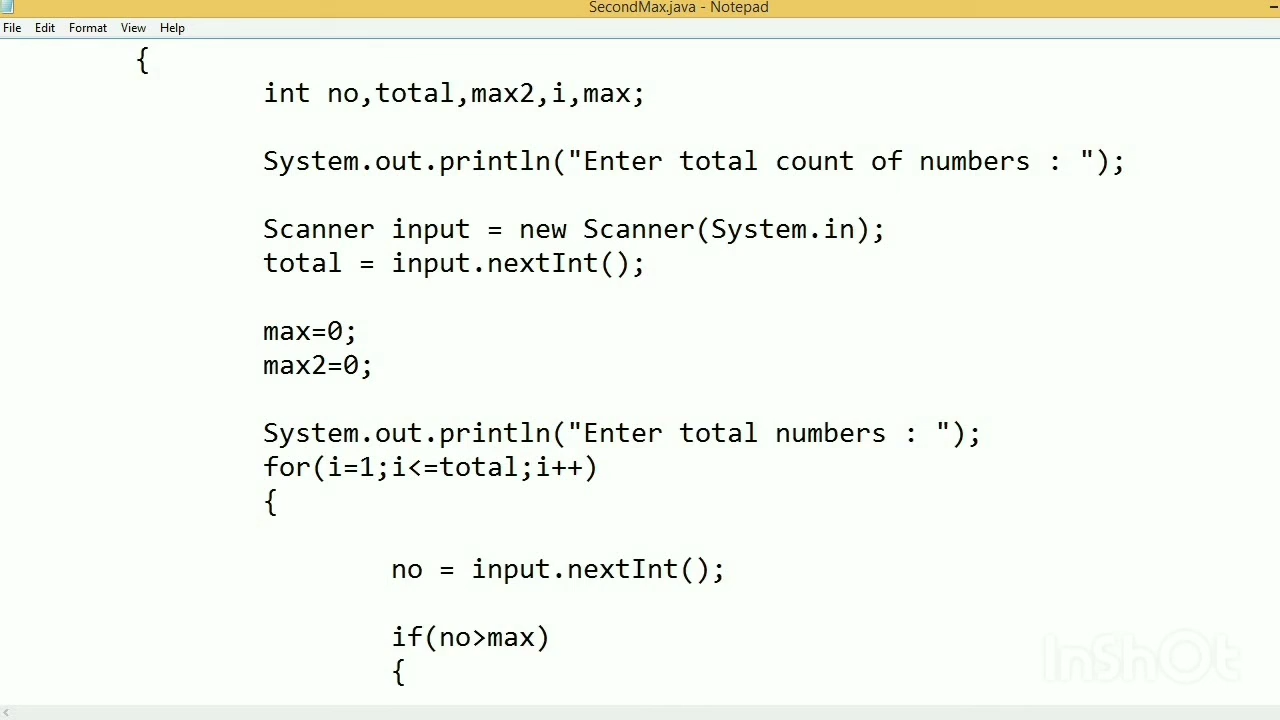 SecondMax.java - Notepad
File Edit Format View Help
{
int no,total,max2,i,max;
System.out.println("Enter total count of numbers : ");
Scanner input = new Scanner(System.in);
total = input.nextInt();
max=0;
max2=0;
System.out.println("Enter total numbers : ");
for(i=1;i<=total;i++)
{
no = input.nextInt();
if(no>max)
{
InShOt